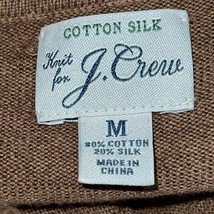 COTTON SILK
Knit
for J.Crew
M
80% COTTON
20% SILK
MADE IN
CHINA